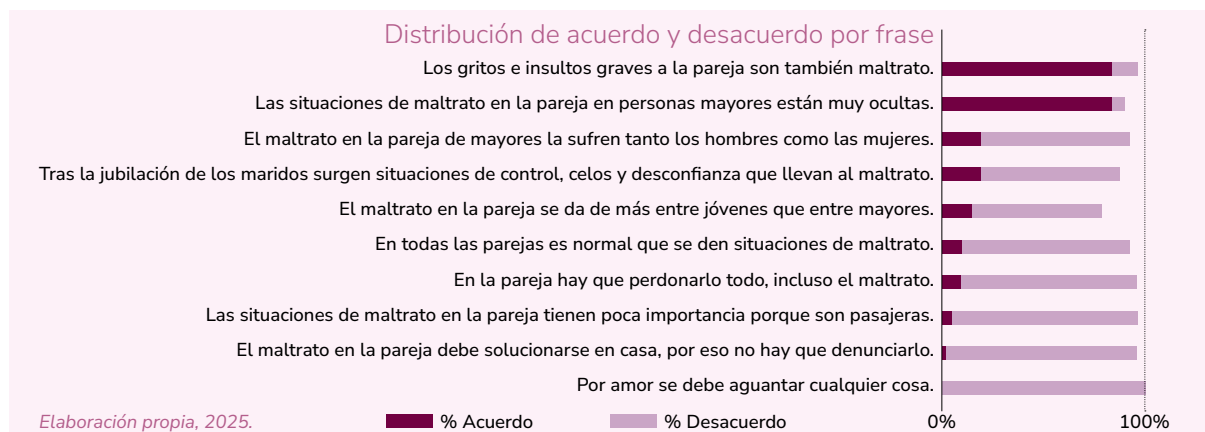 Distribución de acuerdo y desacuerdo por frase
Los gritos e insultos graves a la pareja son también maltrato.
Las situaciones de maltrato en la pareja en personas mayores están muy ocultas.
El maltrato en la pareja de mayores la sufren tanto los hombres como las mujeres.
Tras la jubilación de los maridos surgen situaciones de control, celos y desconfianza que llevan al maltrato.
El maltrato en la pareja se da de más entre jóvenes que entre mayores.
En todas las parejas es normal que se den situaciones de maltrato.
En la pareja hay que perdonarlo todo, incluso el maltrato.
Las situaciones de maltrato en la pareja tienen poca importancia porque son pasajeras.
El maltrato en la pareja debe solucionarse en casa, por eso no hay que denunciarlo.
Por amor se debe aguantar cualquier cosa.
Elaboración propia, 2025. % Acuerdo % Desacuerdo 0% 100%